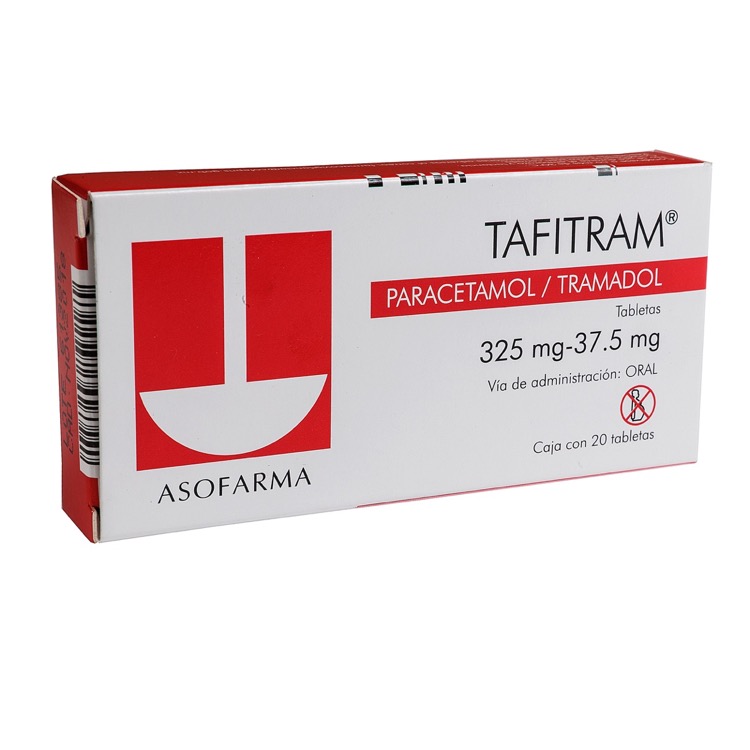 TAFITRAM®
PARACETAMOL / TRAMADOL
Tabletas
325 mg-37.5 mg
Vía de administración: ORAL
Caja con 20 tabletas
ASOFARMA